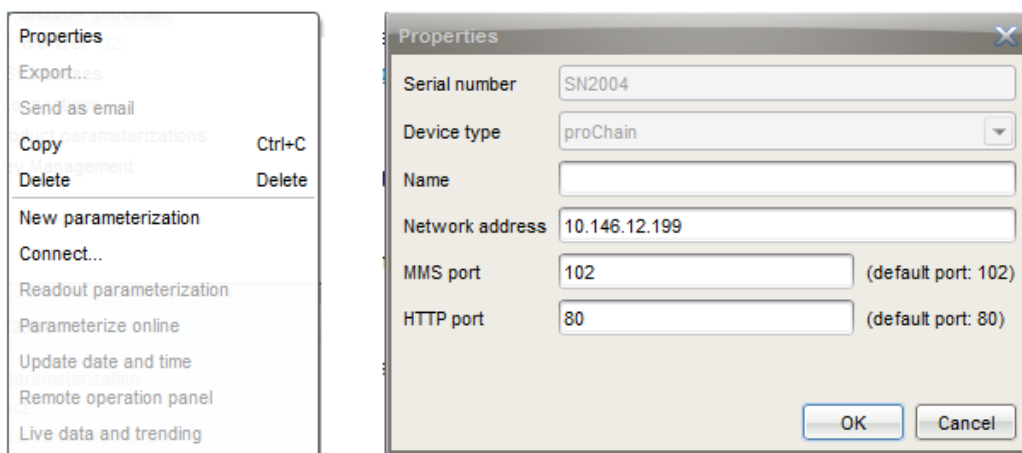 Properties
Export...
Send as email
Copy Ctrl+C
Delete Delete
New parameterization
Connect...
Readout parameterization
Parameterize online
Update date and time
Remote operation panel
Live data and trending
Properties
Serial number SN2004
Device type proChain
Name
Network address 10.146.12.199
MMS port 102 (default port: 102)
HTTP port 80 (default port: 80)
OK Cancel